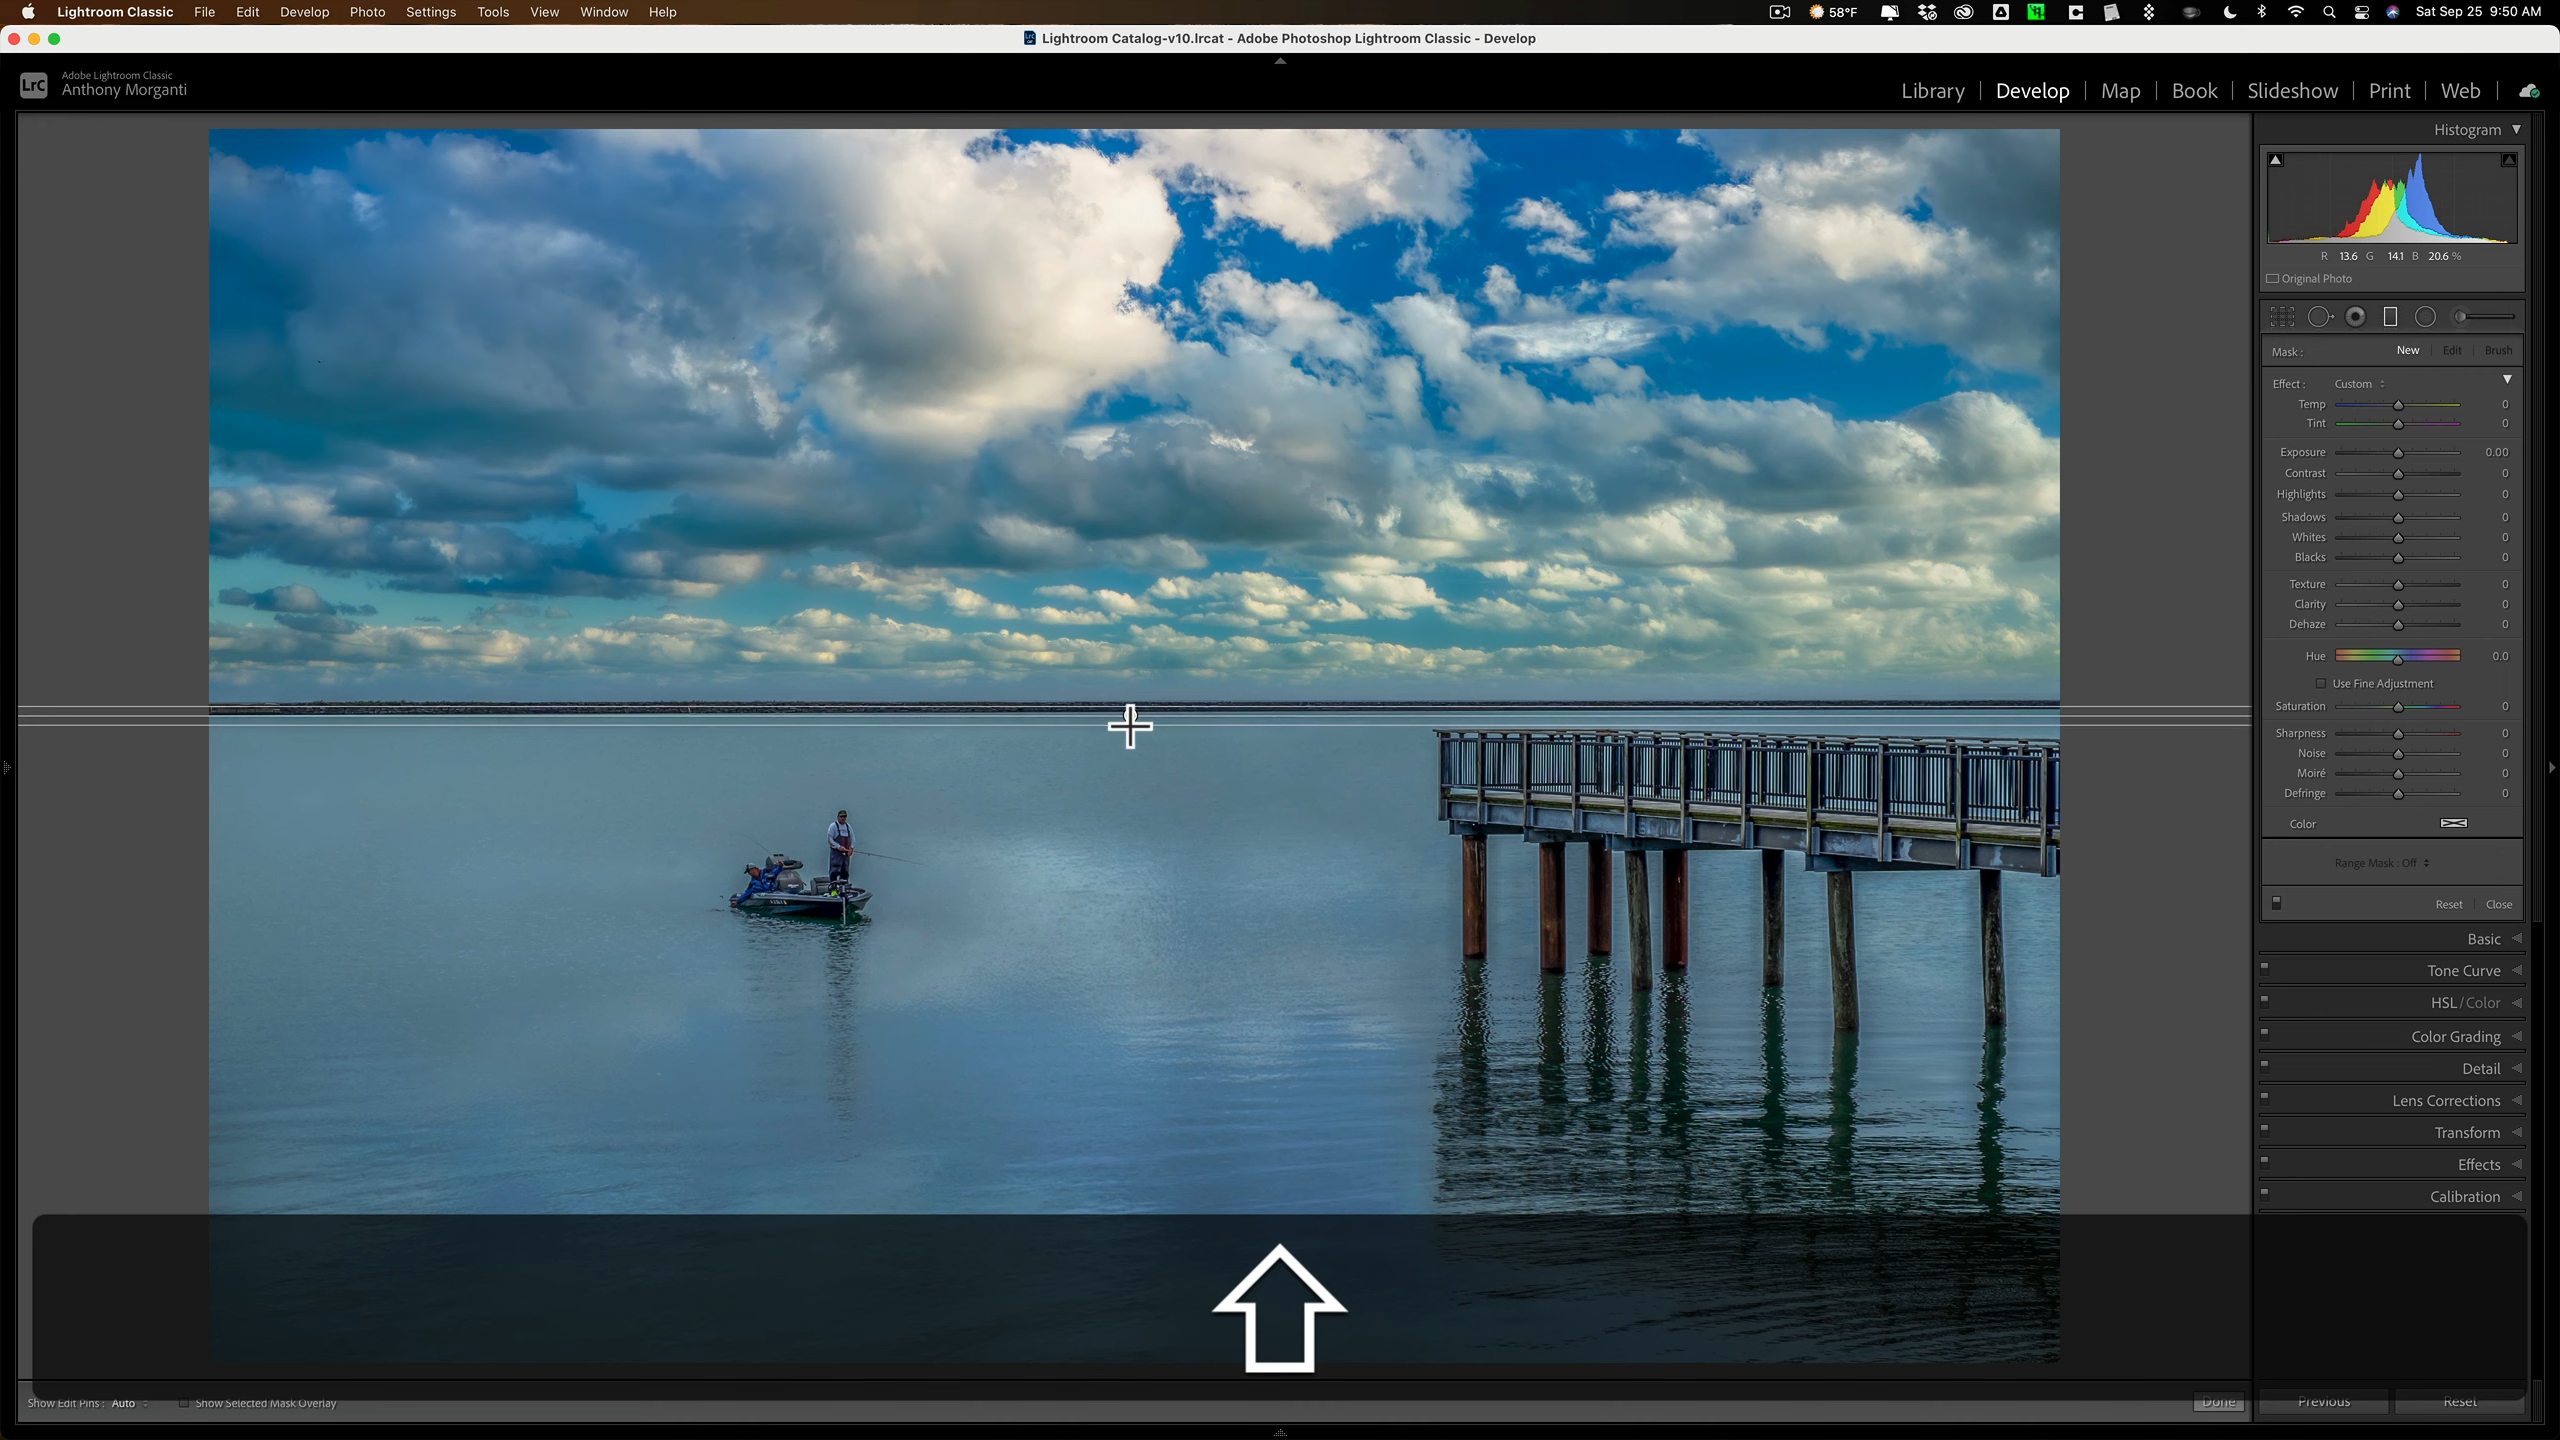 Lightroom Classic File Edit Develop Photo Settings Tools View Window Help 58°F Sat Sep 25 9:50 AM
Lightroom Catalog-v10.lrcat - Adobe Photoshop Lightroom Classic - Develop
LrC
Adobe Lightroom Classic
Anthony Morganti
Library | Develop | Map | Book | Slideshow | Print | Web
Histogram
R 13.6 G 14.1 B 20.6 %
Original Photo
Mask : New Edit Brush
Effect : Custom
Temp 0
Tint 0
Exposure 0.00
Contrast 0
Highlights 0
Shadows 0
Whites 0
Blacks 0
Texture 0
Clarity 0
Dehaze 0
Hue 0.0
Use Fine Adjustment
Saturation 0
Sharpness 0
Noise 0
Moiré 0
Defringe 0
Color
Range Mask : Off
Reset Close
Basic
Tone Curve
HSL / Color
Color Grading
Detail
Lens Corrections
Transform
Effects
Calibration
Show Edit Pins : Auto Show Selected Mask Overlay Done Previous Reset